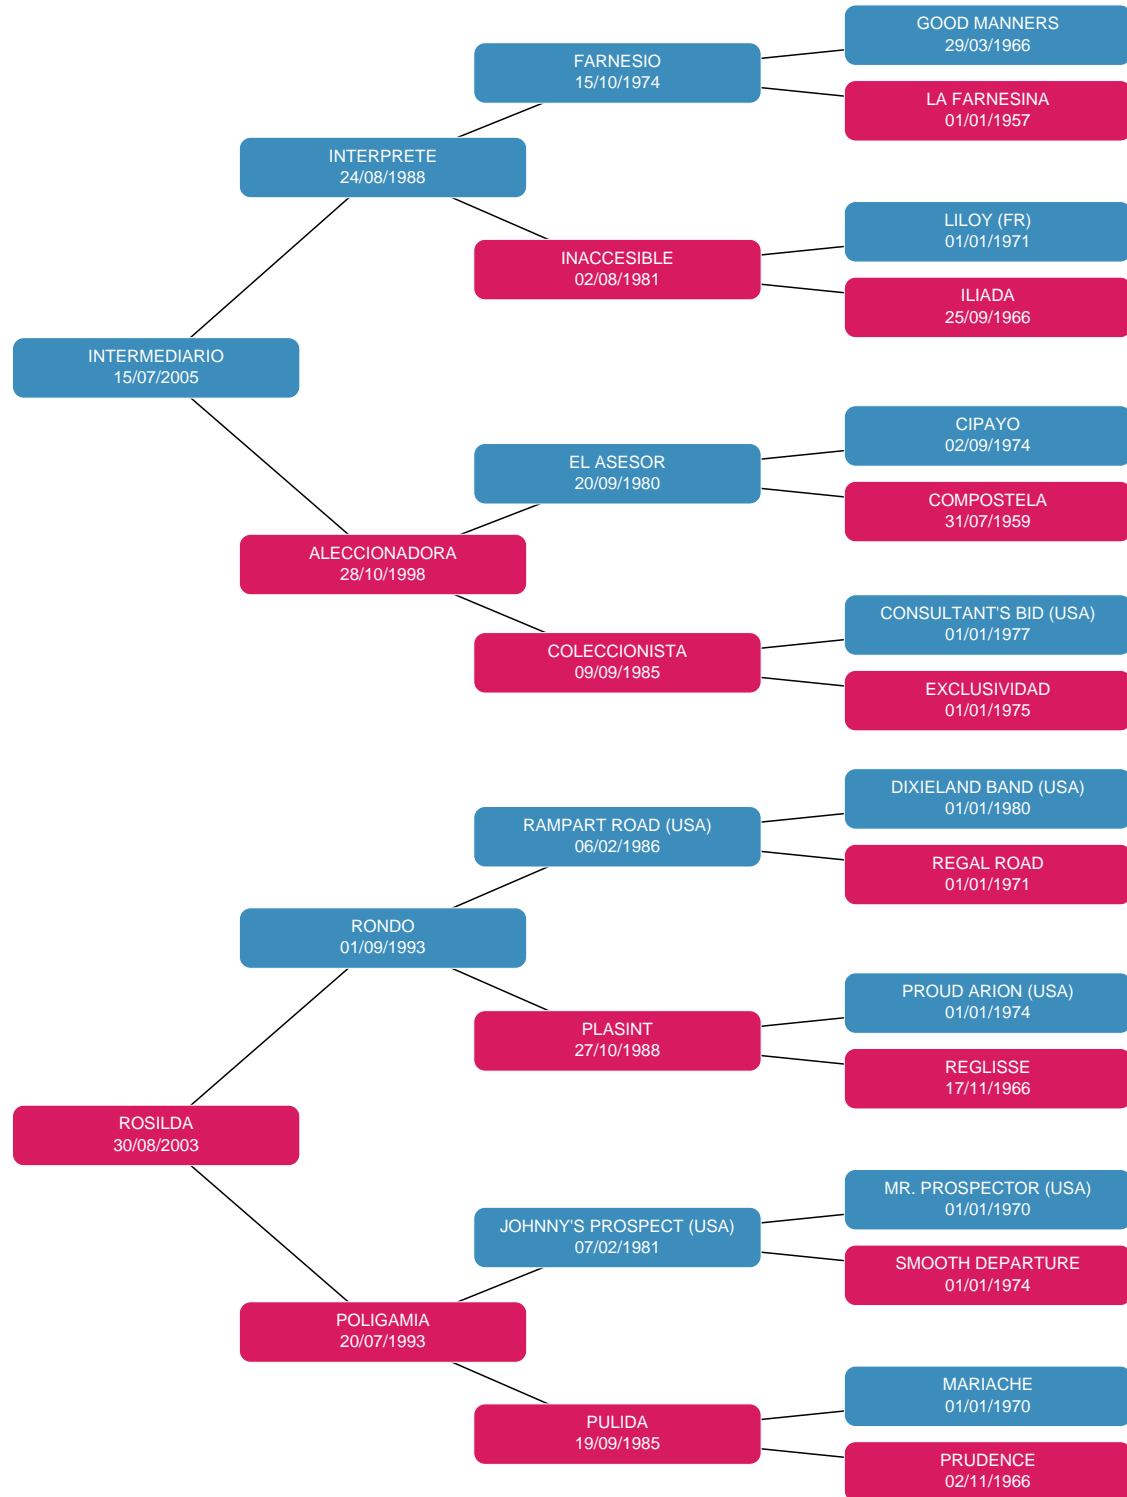 GOOD MANNERS
29/03/1966
FARNESIO
15/10/1974
LA FARNESINA
01/01/1957
INTERPRETE
24/08/1988
LILOY (FR)
01/01/1971
INACCESIBLE
02/08/1981
ILIADA
25/09/1966
INTERMEDIARIO
15/07/2005
CIPAYO
02/09/1974
EL ASESOR
20/09/1980
COMPOSTELA
31/07/1959
ALECCIONADORA
28/10/1998
CONSULTANT'S BID (USA)
01/01/1977
COLECCIONISTA
09/09/1985
EXCLUSIVIDAD
01/01/1975
DIXIELAND BAND (USA)
01/01/1980
RAMPART ROAD (USA)
06/02/1986
REGAL ROAD
01/01/1971
RONDO
01/09/1993
PROUD ARION (USA)
01/01/1974
PLASINT
27/10/1988
REGLISSE
17/11/1966
ROSILDA
30/08/2003
MR. PROSPECTOR (USA)
01/01/1970
JOHNNY'S PROSPECT (USA)
07/02/1981
SMOOTH DEPARTURE
01/01/1974
POLIGAMIA
20/07/1993
MARIACHE
01/01/1970
PULIDA
19/09/1985
PRUDENCE
02/11/1966